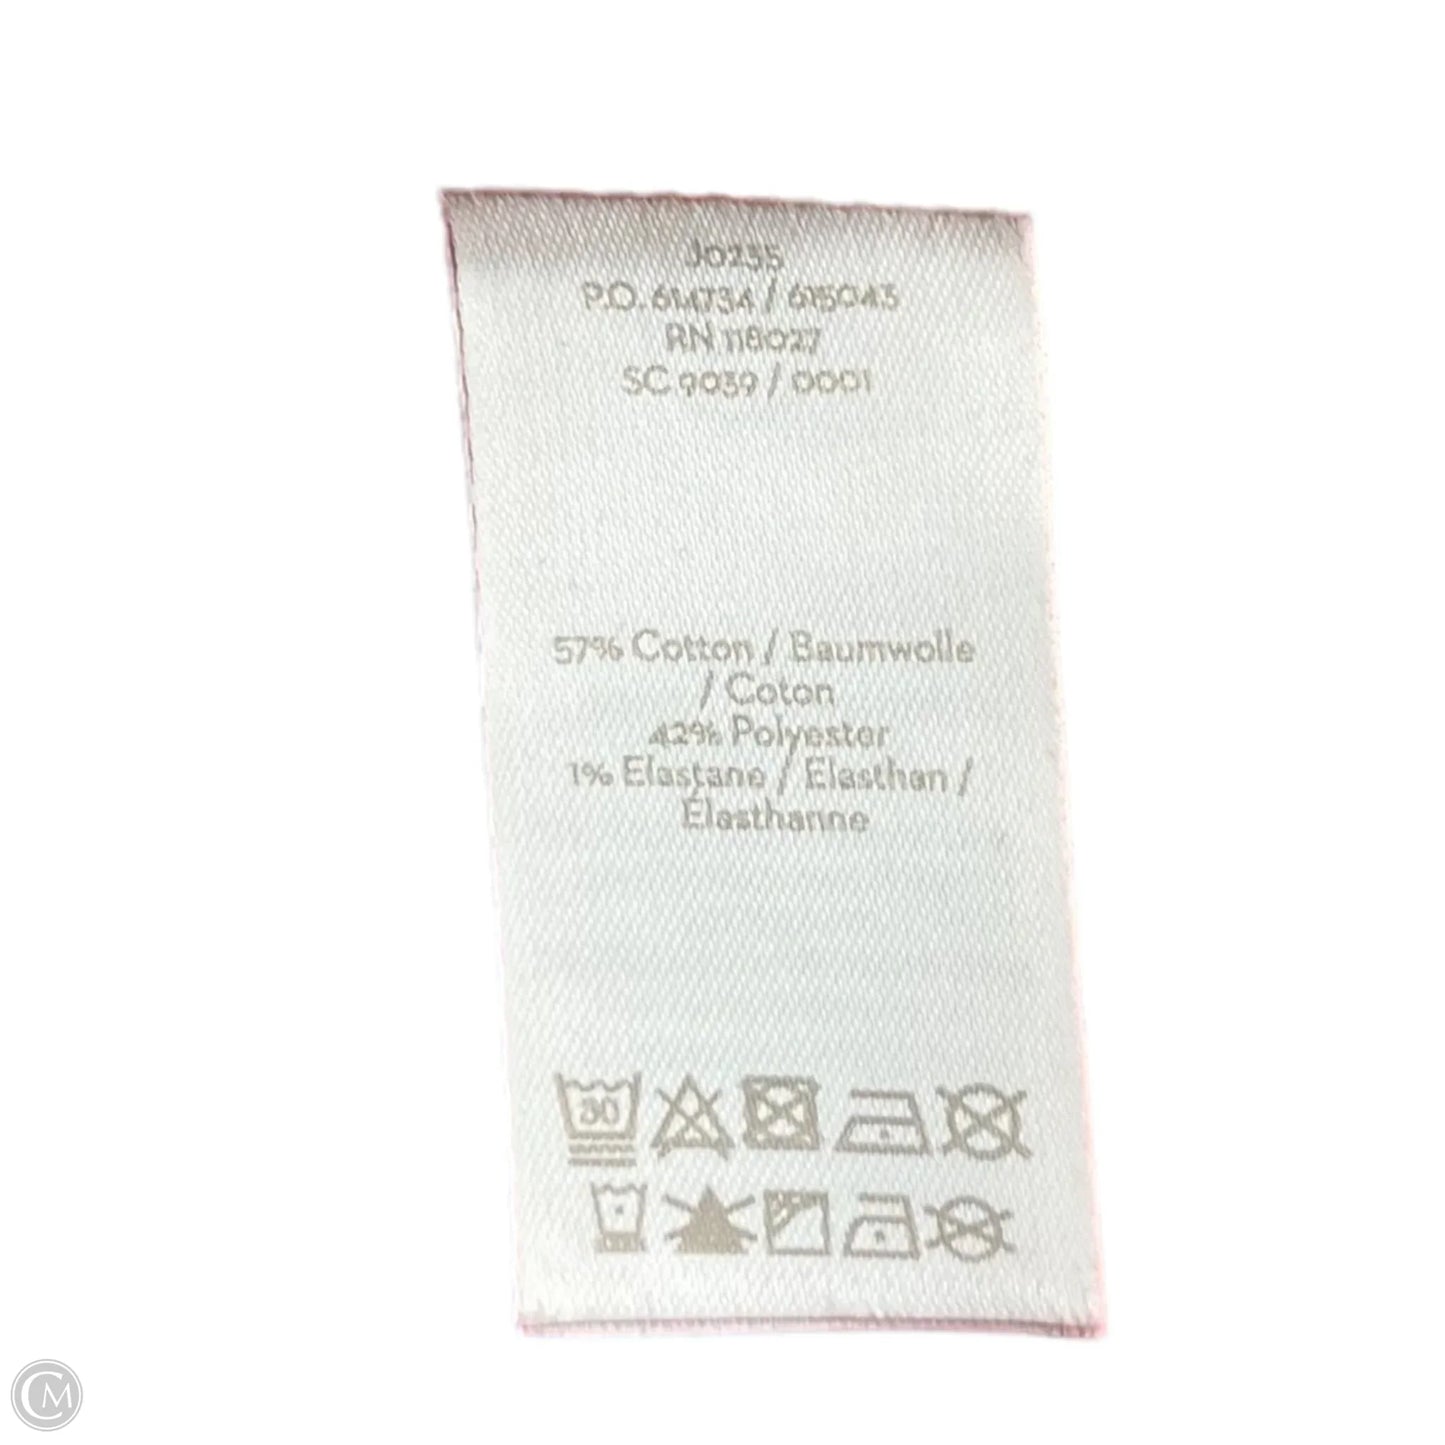 J0235
P.O. 614734 / 615043
RN 118027
SC 9039 / 0001
57% Cotton / Baumwolle
/ Coton
42% Polyester
1% Elastane / Elasthan /
Élasthanne
30
CM